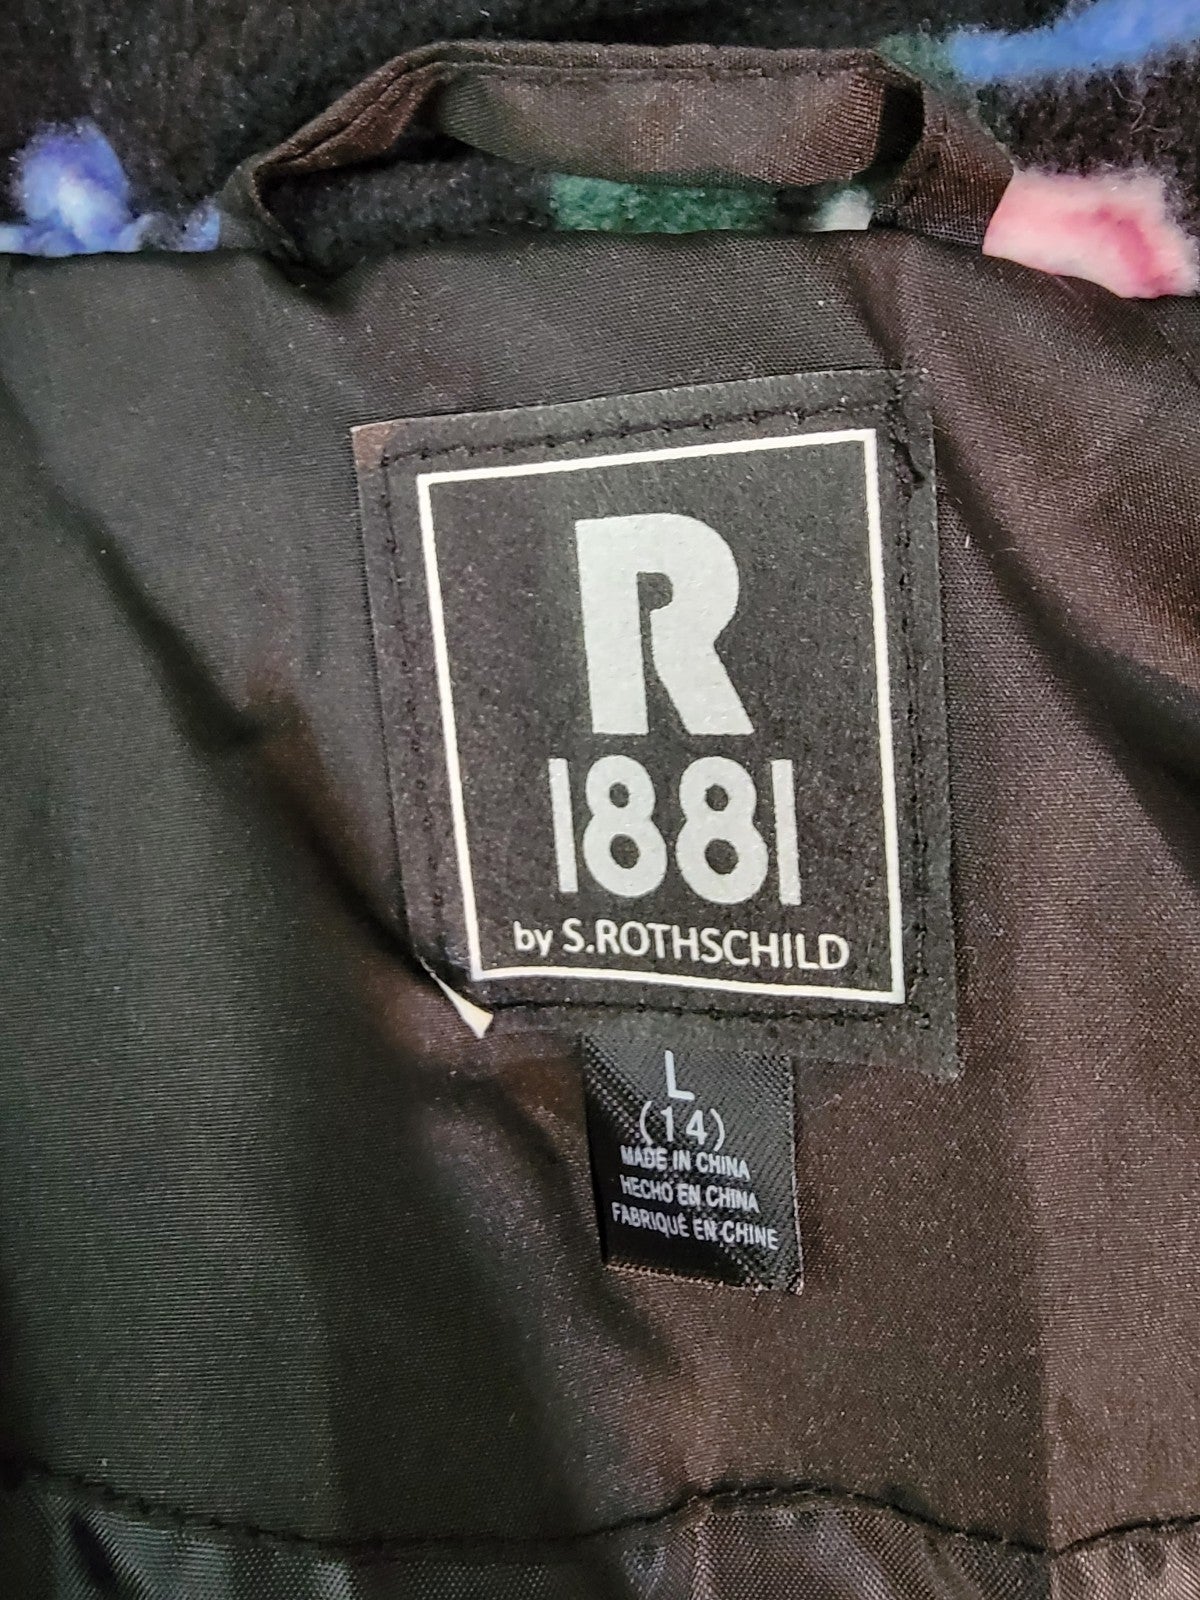 R
1881
by S.ROTHSCHILD
L
(14)
MADE IN CHINA
HECHO EN CHINA
FABRIQUÉ EN CHINE